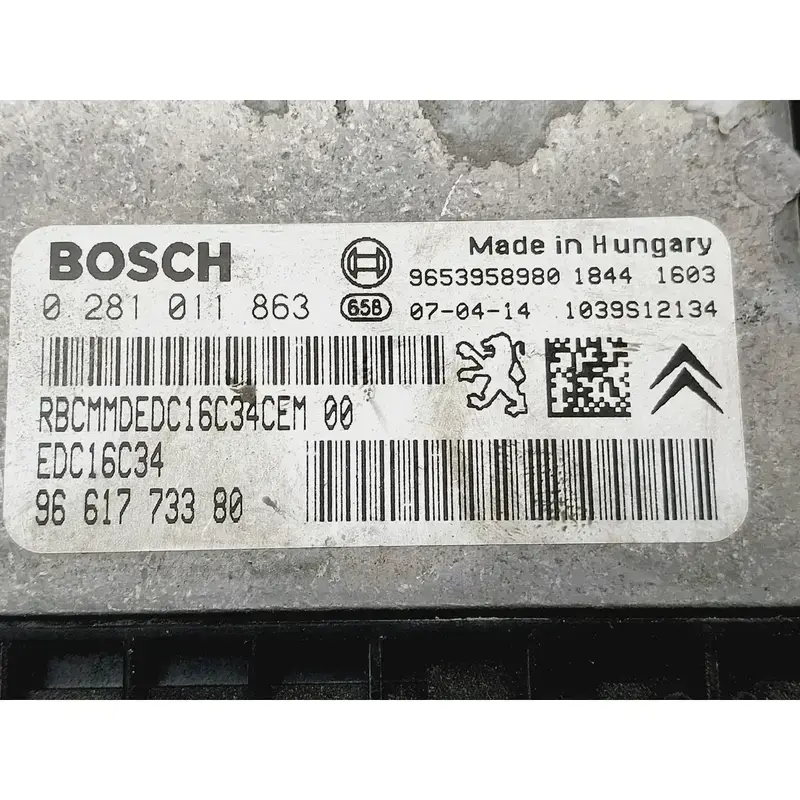 BOSCH
Made in Hungary
9653958980 1844 1603
0 281 011 863
65B 07-04-14 1039S12134
RBCMMDEDC16C34CEM 00
EDC16C34
96 617 733 80